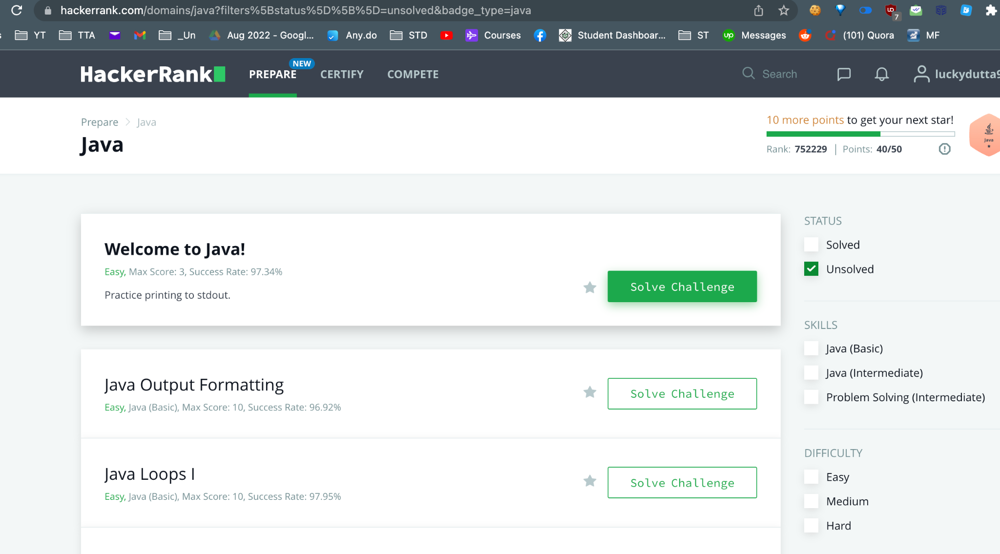 hackerrank.com/domains/java?filters%5Bstatus%5D%5B%5D=unsolved&badge_type=java
7
s YT TTA _Un Aug 2022 - Googl... Any.do STD Courses Student Dashboar... ST up Messages (101) Quora MF
HackerRank PREPARE NEW CERTIFY COMPETE Search luckydutta9
Prepare > Java
Java
10 more points to get your next star!
Rank: 752229 | Points: 40/50
Java
Welcome to Java!
Easy, Max Score: 3, Success Rate: 97.34%
Practice printing to stdout.
Solve Challenge
Java Output Formatting
Easy, Java (Basic), Max Score: 10, Success Rate: 96.92%
Solve Challenge
Java Loops I
Easy, Java (Basic), Max Score: 10, Success Rate: 97.95%
Solve Challenge
STATUS
Solved
Unsolved
SKILLS
Java (Basic)
Java (Intermediate)
Problem Solving (Intermediate)
DIFFICULTY
Easy
Medium
Hard